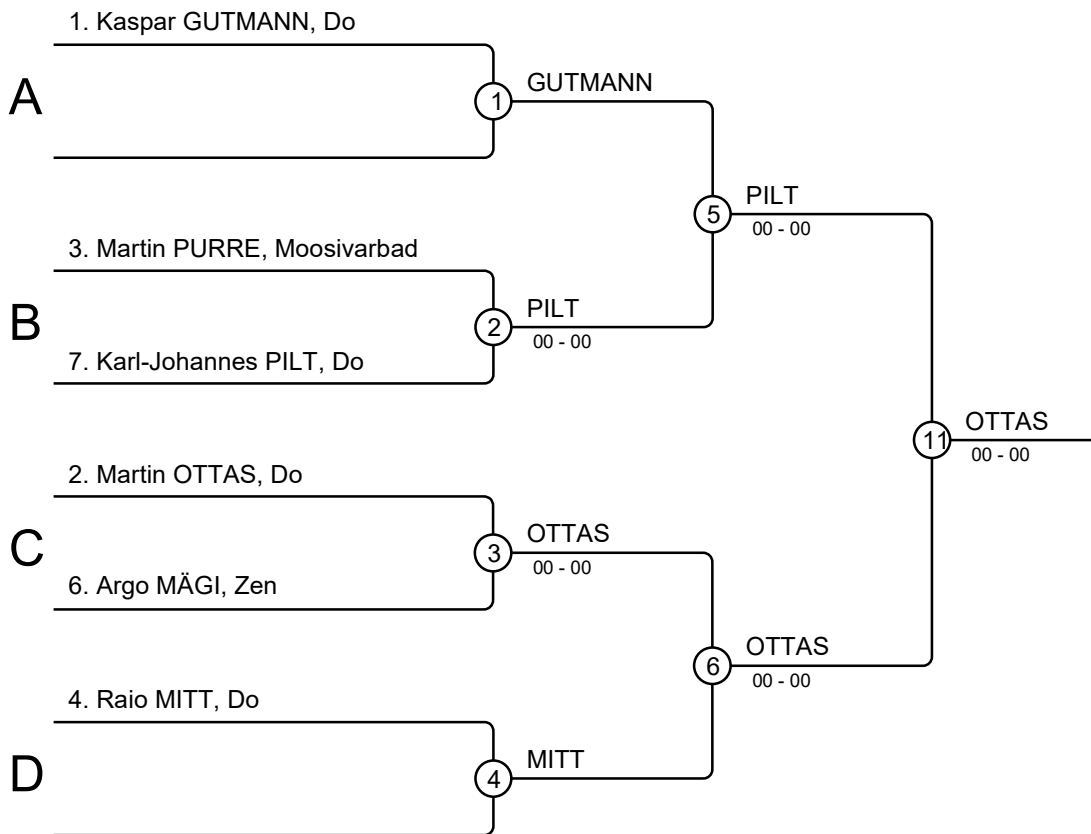 1. Kaspar GUTMANN, Do
A
1
GUTMANN
5
PILT
00 - 00
3. Martin PURRE, Moosivarbad
B
2
PILT
00 - 00
7. Karl-Johannes PILT, Do
11
OTTAS
00 - 00
2. Martin OTTAS, Do
C
3
OTTAS
00 - 00
6. Argo MÄGI, Zen
6
OTTAS
00 - 00
4. Raio MITT, Do
D
4
MITT